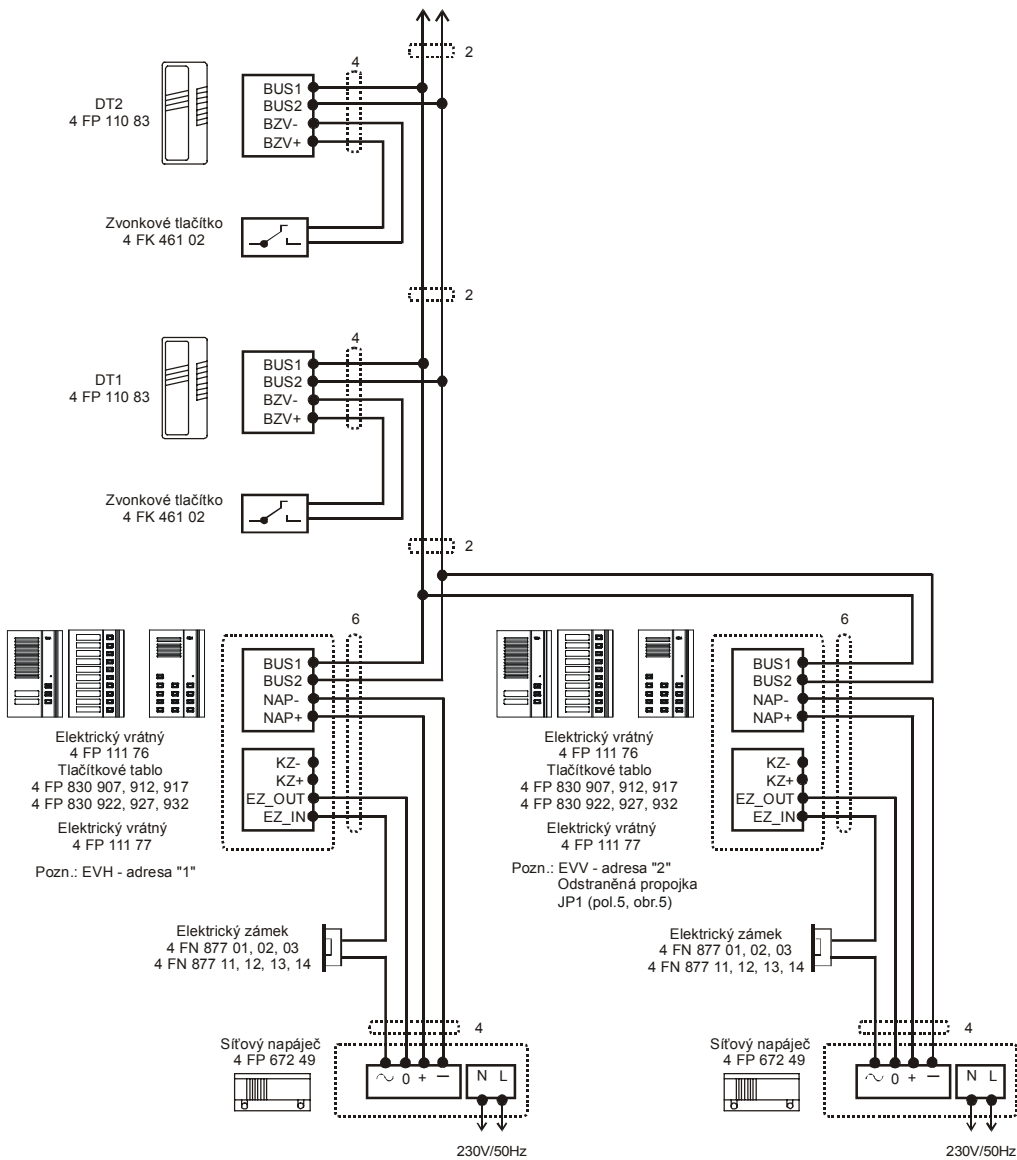 2
4
DT2
4 FP 110 83
BUS1
BUS2
BZV-
BZV+
Zvonkové tlačítko
4 FK 461 02
2
4
DT1
4 FP 110 83
BUS1
BUS2
BZV-
BZV+
Zvonkové tlačítko
4 FK 461 02
2
6
BUS1
BUS2
NAP-
NAP+
KZ-
KZ+
EZ_OUT
EZ_IN
Elektrický vrátný
4 FP 111 76
Tlačítkové tablo
4 FP 830 907, 912, 917
4 FP 830 922, 927, 932
Elektrický vrátný
4 FP 111 77
Pozn.: EVH - adresa "1"
6
BUS1
BUS2
NAP-
NAP+
KZ-
KZ+
EZ_OUT
EZ_IN
Elektrický vrátný
4 FP 111 76
Tlačítkové tablo
4 FP 830 907, 912, 917
4 FP 830 922, 927, 932
Elektrický vrátný
4 FP 111 77
Pozn.: EVV - adresa "2"
Odstraněná propojka
JP1 (pol.5, obr.5)
Elektrický zámek
4 FN 877 01, 02, 03
4 FN 877 11, 12, 13, 14
Elektrický zámek
4 FN 877 01, 02, 03
4 FN 877 11, 12, 13, 14
4
Síťový napáječ
4 FP 672 49
~ 0 + —
N L
230V/50Hz
4
Síťový napáječ
4 FP 672 49
~ 0 + —
N L
230V/50Hz